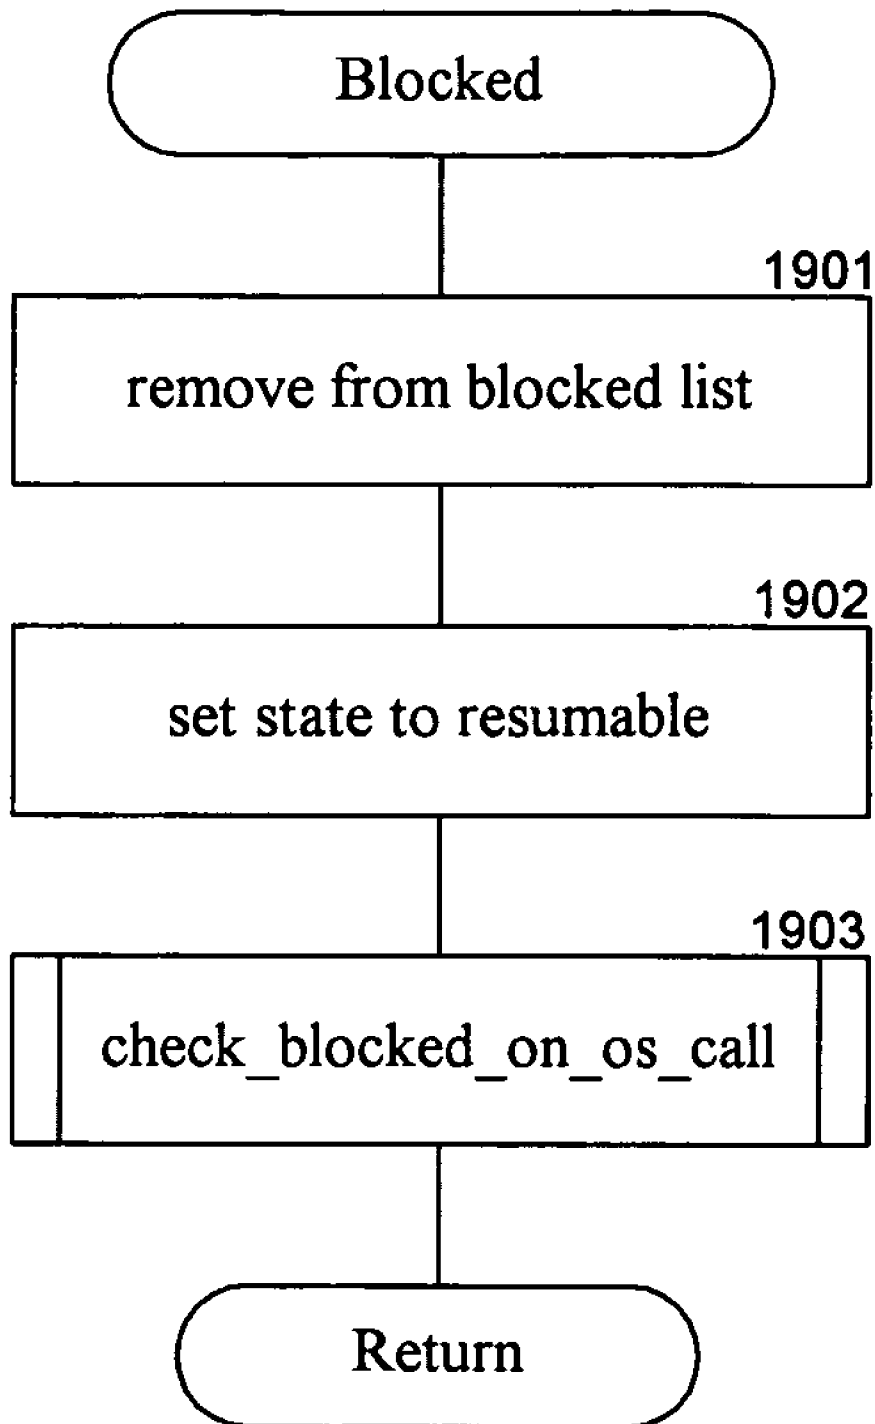 Blocked
1901
remove from blocked list
1902
set state to resumable
1903
check_blocked_on_os_call
Return